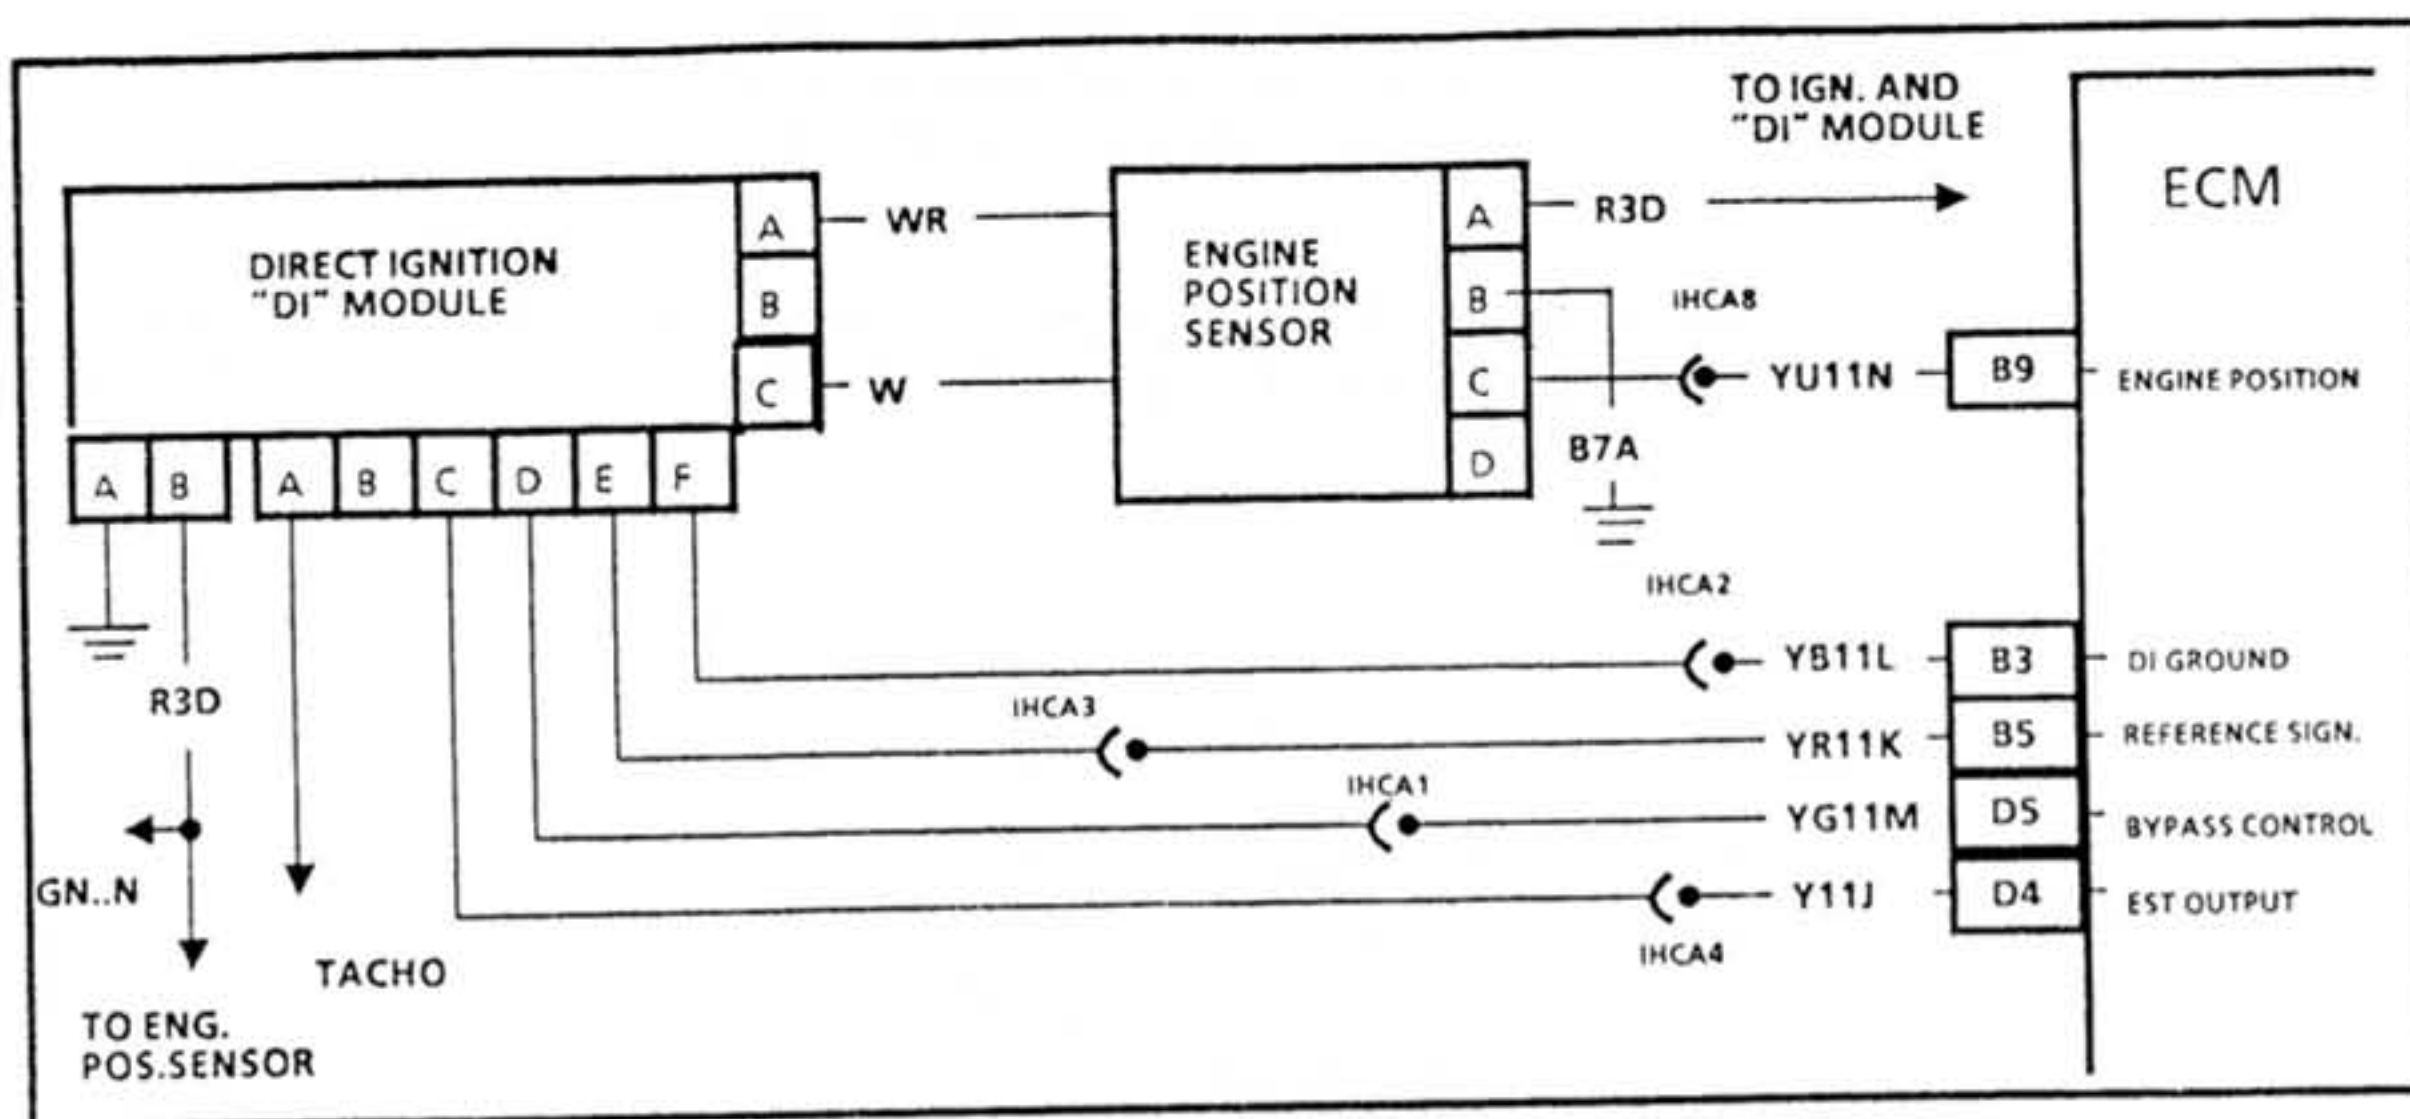 TO IGN. AND
"DI" MODULE
ECM
DIRECT IGNITION
"DI" MODULE
A
B
C
WR
W
ENGINE
POSITION
SENSOR
A
B
C
D
R3D
IHCA8
YU11N
B9
ENGINE POSITION
B7A
A
B
A
B
C
D
E
F
IHCA2
YB11L
B3
DI GROUND
R3D
IHCA3
YR11K
B5
REFERENCE SIGN.
IHCA1
YG11M
D5
BYPASS CONTROL
GN..N
Y11J
D4
EST OUTPUT
IHCA4
TACHO
TO ENG.
POS.SENSOR